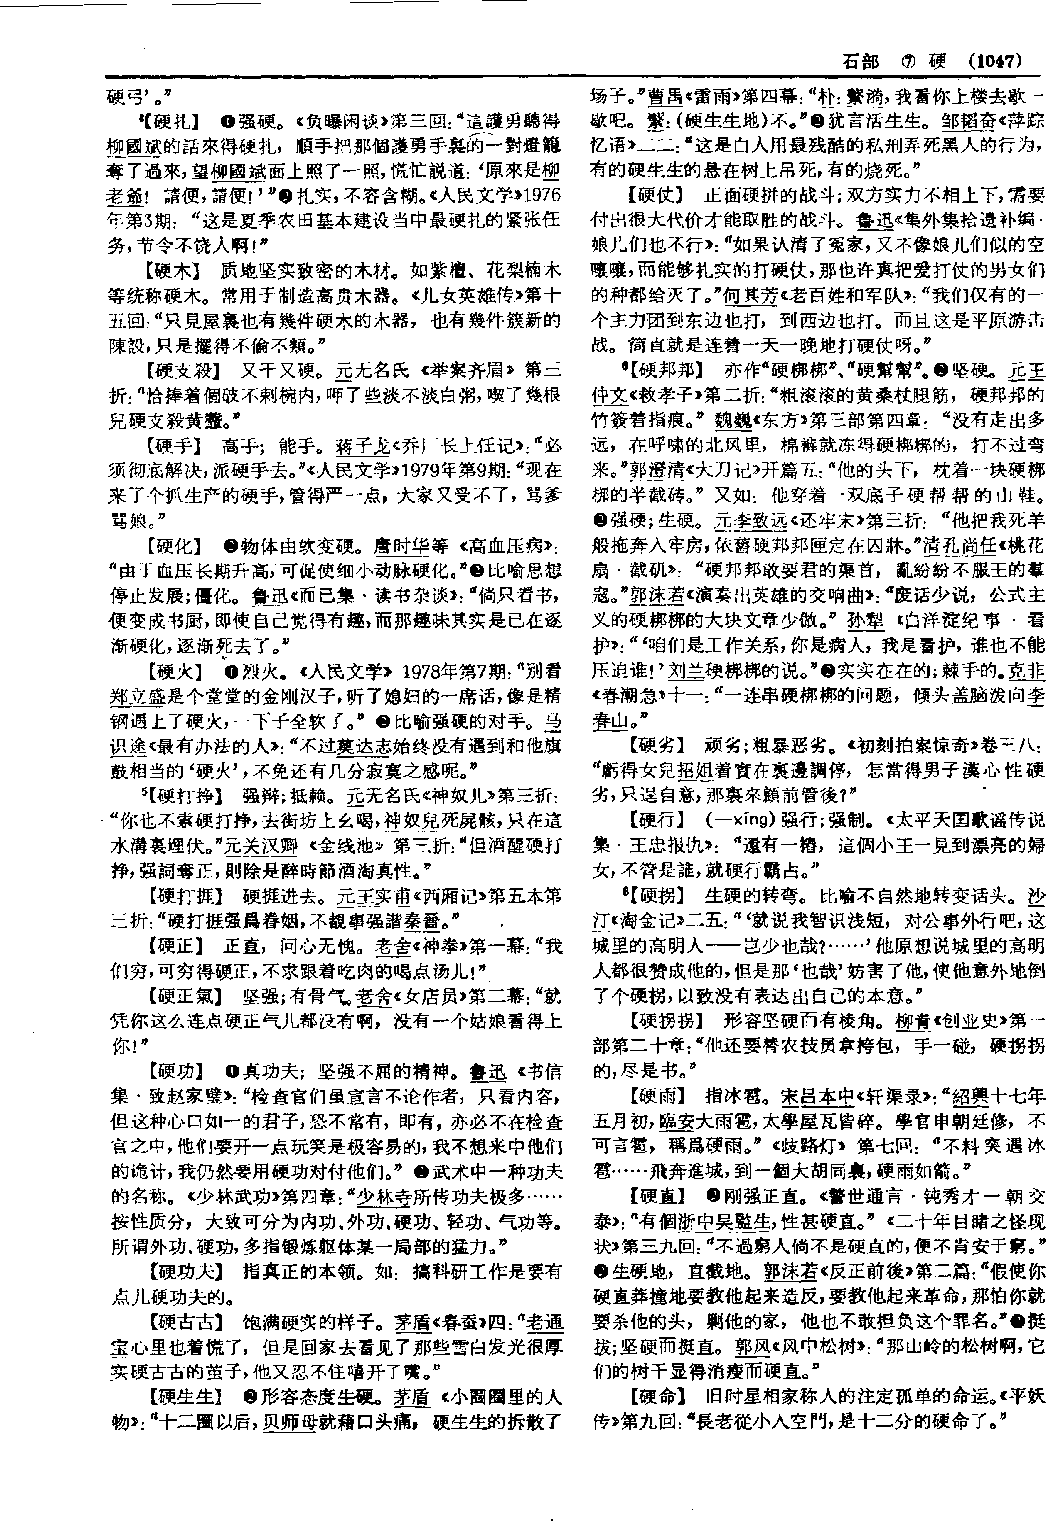 石部 ⑦ 硬 (1047)
硬弓’。”
⁴【硬扎】 ❶强硬。《负曝闲谈》第三回：“這護勇聽得
柳國斌的話來得硬扎，順手把那個護勇手裏的一對燈籠
奪了過來，望柳國斌面上照了一照，慌忙説道：‘原來是柳
老爺！請便，請便！’”❷扎实，不容含糊。《人民文学》1976
年第3期：“这是夏季农田基本建设当中最硬扎的紧张任
务，节令不饶人啊！”
【硬木】 质地坚实致密的木材。如紫檀、花梨楠木
等统称硬木。常用于制造高贵木器。《儿女英雄传》第十
五回：“只見屋裏也有幾件硬木的木器，也有幾件簇新的
陳設，只是擺得不倫不類。”
【硬支殺】 又干又硬。元无名氏《举案齐眉》第三
折：“恰捧着個破不剌椀内，呷了些淡不淡白粥，喫了幾根
兒硬支殺黄虀。”
【硬手】 高手；能手。蒋子龙《乔厂长上任记》：“必
须彻底解决，派硬手去。”《人民文学》1979年第9期：“现在
来了个抓生产的硬手，管得严一点，大家又受不了，骂爹
骂娘。”
【硬化】 ❶物体由软变硬。唐时华等《高血压病》：
“由于血压长期升高，可促使细小动脉硬化。”❷比喻思想
停止发展；僵化。鲁迅《而已集·读书杂谈》：“倘只看书，
便变成书厨，即使自己觉得有趣，而那趣味其实是已在逐
渐硬化，逐渐死去了。”
【硬火】 ❶烈火。《人民文学》1978年第7期：“别看
郑立盛是个堂堂的金刚汉子，听了媳妇的一席话，像是精
钢遇上了硬火，一下子全软了。”❷比喻强硬的对手。马
识途《最有办法的人》：“不过莫达志始终没有遇到和他旗
鼓相当的‘硬火’，不免还有几分寂寞之感呢。”
⁵【硬打挣】 强辩；抵赖。元无名氏《神奴儿》第三折：
“你也不索硬打挣，去街坊上幺喝，神奴兒死屍骸，只在這
水溝裏埋伏。”元关汉卿《金线池》第三折：“但酒醒硬打
挣，强詞奪正，則除是醉時節酒淘真性。”
【硬打捱】 硬捱进去。元王实甫《西厢记》第五本第
三折：“硬打捱强爲眷姻，不覩事强諧秦晋。”
【硬正】 正直，问心无愧。老舍《神拳》第一幕：“我
们穷，可穷得硬正，不求跟着吃肉的喝点汤儿！”
【硬正氣】 坚强；有骨气。老舍《女店员》第二幕：“就
凭你这么连点硬正气儿都没有啊，没有一个姑娘看得上
你！”
【硬功】 ❶真功夫；坚强不屈的精神。鲁迅《书信
集·致赵家璧》：“检查官们虽宣言不论作者，只看内容，
但这种心口如一的君子，恐不常有，即有，亦必不在检查
官之中，他们要开一点玩笑是极容易的，我不想来中他们
的诡计，我仍然要用硬功对付他们。”❷武术中一种功夫
的名称。《少林武功》第四章：“少林寺所传功夫极多……
按性质分，大致可分为内功、外功、硬功、轻功、气功等。
所谓外功、硬功，多指锻炼躯体某一局部的猛力。”
【硬功夫】 指真正的本领。如：搞科研工作是要有
点儿硬功夫的。
【硬古古】 饱满硬实的样子。茅盾《春蚕》四：“老通
宝心里也着慌了，但是回家去看见了那些雪白发光很厚
实硬古古的茧子，他又忍不住嘻开了嘴。”
【硬生生】 ❶形容态度生硬。茅盾《小圈圈里的人
物》：“十二圈以后，贝师母就藉口头痛，硬生生的拆散了
场子。”曹禺《雷雨》第四幕：“朴：繁漪，我看你上楼去歇一
歇吧。繁：（硬生生地）不。”❷犹言活生生。邹韬奋《萍踪
忆语》二二：“这是白人用最残酷的私刑弄死黑人的行为，
有的硬生生的悬在树上吊死，有的烧死。”
【硬仗】 正面硬拼的战斗；双方实力不相上下，需要
付出很大代价才能取胜的战斗。鲁迅《集外集拾遗补编·
娘儿们也不行》：“如果认清了冤家，又不像娘儿们似的空
嚷嚷，而能够扎实的打硬仗，那也许真把爱打仗的男女们
的种都给灭了。”何其芳《老百姓和军队》：“我们仅有的一
个主力团到东边也打，到西边也打。而且这是平原游击
战。简直就是连着一天一晚地打硬仗呀。”
⁶【硬邦邦】 亦作“硬梆梆”、“硬幫幫”。❶坚硬。元王
仲文《救孝子》第二折：“粗滚滚的黄桑杖腿筋，硬邦邦的
竹簽着指痕。”魏巍《东方》第三部第四章：“没有走出多
远，在呼啸的北风里，棉裤就冻得硬梆梆的，打不过弯
来。”郭澄清《大刀记》开篇五：“他的头下，枕着一块硬梆
梆的半截砖。”又如：他穿着一双底子硬帮帮的山鞋。
❷强硬；生硬。元李致远《还牢末》第三折：“他把我死羊
般拖奔入牢房，依舊硬邦邦匣定在囚牀。”清孔尚任《桃花
扇·截矶》：“硬邦邦敢要君的渠首，亂紛紛不服王的羣
寇。”郭沫若《演奏出英雄的交响曲》：“废话少说，公式主
义的硬梆梆的大块文章少做。”孙犁《白洋淀纪事·看
护》：“‘咱们是工作关系，你是病人，我是看护，谁也不能
压迫谁！’刘兰硬梆梆的说。”❸实实在在的；棘手的。克非
《春潮急》十一：“一连串硬梆梆的问题，倾头盖脑泼向李
春山。”
【硬劣】 顽劣；粗暴恶劣。《初刻拍案惊奇》卷三八：
“虧得女兒招姐着實在裏邊調停，怎當得男子漢心性硬
劣，只逞自意，那裏來顧前管後？”
【硬行】 （—xíng）强行；强制。《太平天国歌谣传说
集·王忠报仇》：“還有一樁，這個小王一見到漂亮的婦
女，不管是誰，就硬行霸占。”
⁶【硬拐】 生硬的转弯。比喻不自然地转变话头。沙
汀《淘金记》二五：“‘就说我智识浅短，对公事外行吧，这
城里的高明人——岂少也哉？……’他原想说城里的高明
人都很赞成他的，但是那‘也哉’妨害了他，使他意外地倒
了个硬拐，以致没有表达出自己的本意。”
【硬拐拐】 形容坚硬而有棱角。柳青《创业史》第一
部第二十章：“他还要替农技员拿挎包，手一碰，硬拐拐
的，尽是书。”
【硬雨】 指冰雹。宋吕本中《轩渠录》：“紹興十七年
五月初，臨安大雨雹，太學屋瓦皆碎。學官申朝廷修，不
可言雹，稱爲硬雨。”《歧路灯》第七回：“不料突遇冰
雹……飛奔進城，到一個大胡同裏，硬雨如箭。”
【硬直】 ❶刚强正直。《警世通言·钝秀才一朝交
泰》：“有個浙中吴監生，性甚硬直。”《二十年目睹之怪现
状》第三九回：“不過窮人倘不是硬直的，便不肯安于窮。”
❷生硬地，直截地。郭沫若《反正前後》第二篇：“假使你
硬直莽撞地要教他起来造反，要教他起来革命，那怕你就
要杀他的头，剿他的家，他也不敢担负这个罪名。”❸挺
拔；坚硬而挺直。郭风《风中松树》：“那山岭的松树啊，它
们的树干显得消瘦而硬直。”
【硬命】 旧时星相家称人的注定孤单的命运。《平妖
传》第九回：“長老從小入空門，是十二分的硬命了。”